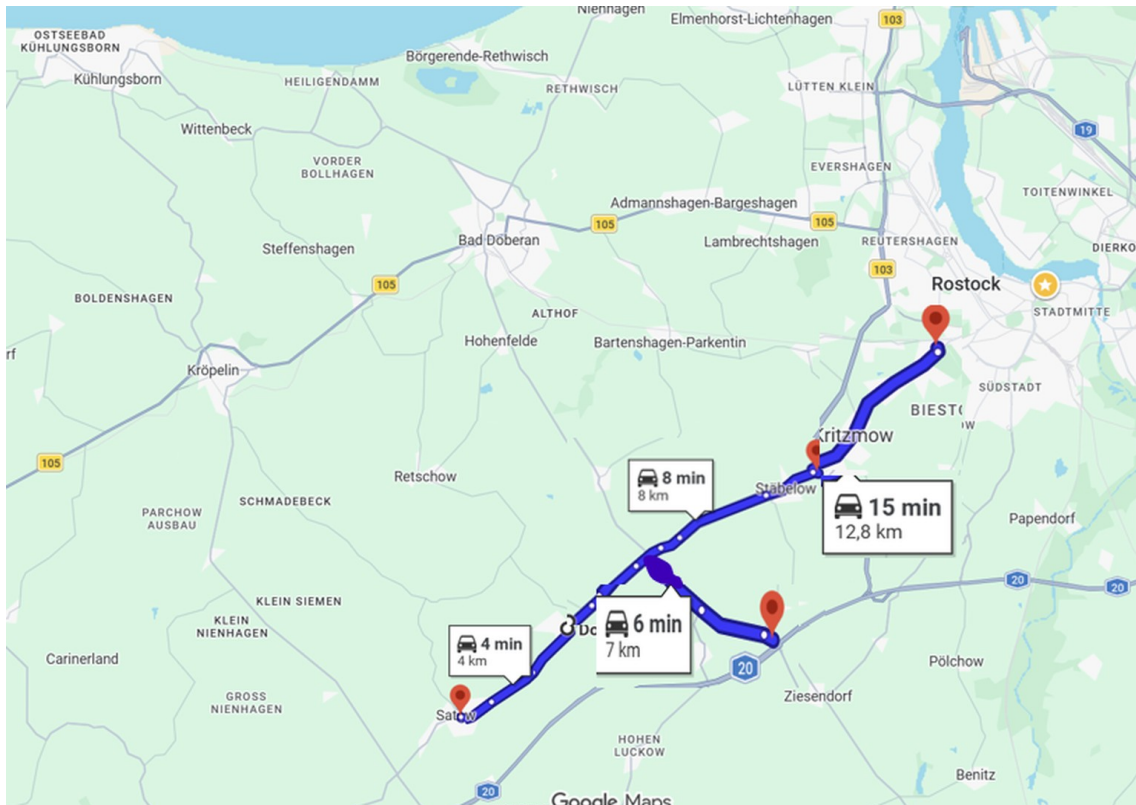 Nienhagen
OSTSEEBAD
KÜHLUNGSBORN
Elmenhorst-Lichtenhagen
103
Kühlungsborn
Börgerende-Rethwisch
HEILIGENDAMM
RETHWISCH
LÜTTEN KLEIN
Wittenbeck
19
VORDER
BOLLHAGEN
EVERSHAGEN
TOITENWINKEL
Admannshagen-Bargeshagen
105
105
Steffenshagen
Bad Doberan
Lambrechtshagen
REUTERSHAGEN
DIERKO
103
105
Rostock
BOLDENSHAGEN
ALTHOF
STADTMITTE
rf
Hohenfelde
Bartenshagen-Parkentin
Kröpelin
SÜDSTADT
BIEST
OW
Kritzmow
105
Retschow
8 min
8 km
Stäbelow
SCHMADEBECK
15 min
12,8 km
PARCHOW
AUSBAU
Papendorf
20
20
KLEIN SIEMEN
KLEIN
NIENHAGEN
Do
6 min
7 km
4 min
4 km
Carinerland
20
Pölchow
GROSS
NIENHAGEN
Ziesendorf
Satow
HOHEN
LUCKOW
Benitz
20
Google Maps